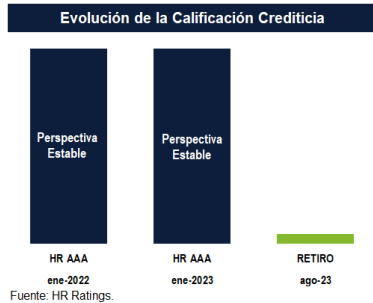 Evolución de la Calificación Crediticia
Perspectiva
Estable
Perspectiva
Estable
HR AAA HR AAA RETIRO
ene-2022 ene-2023 ago-23
Fuente: HR Ratings.